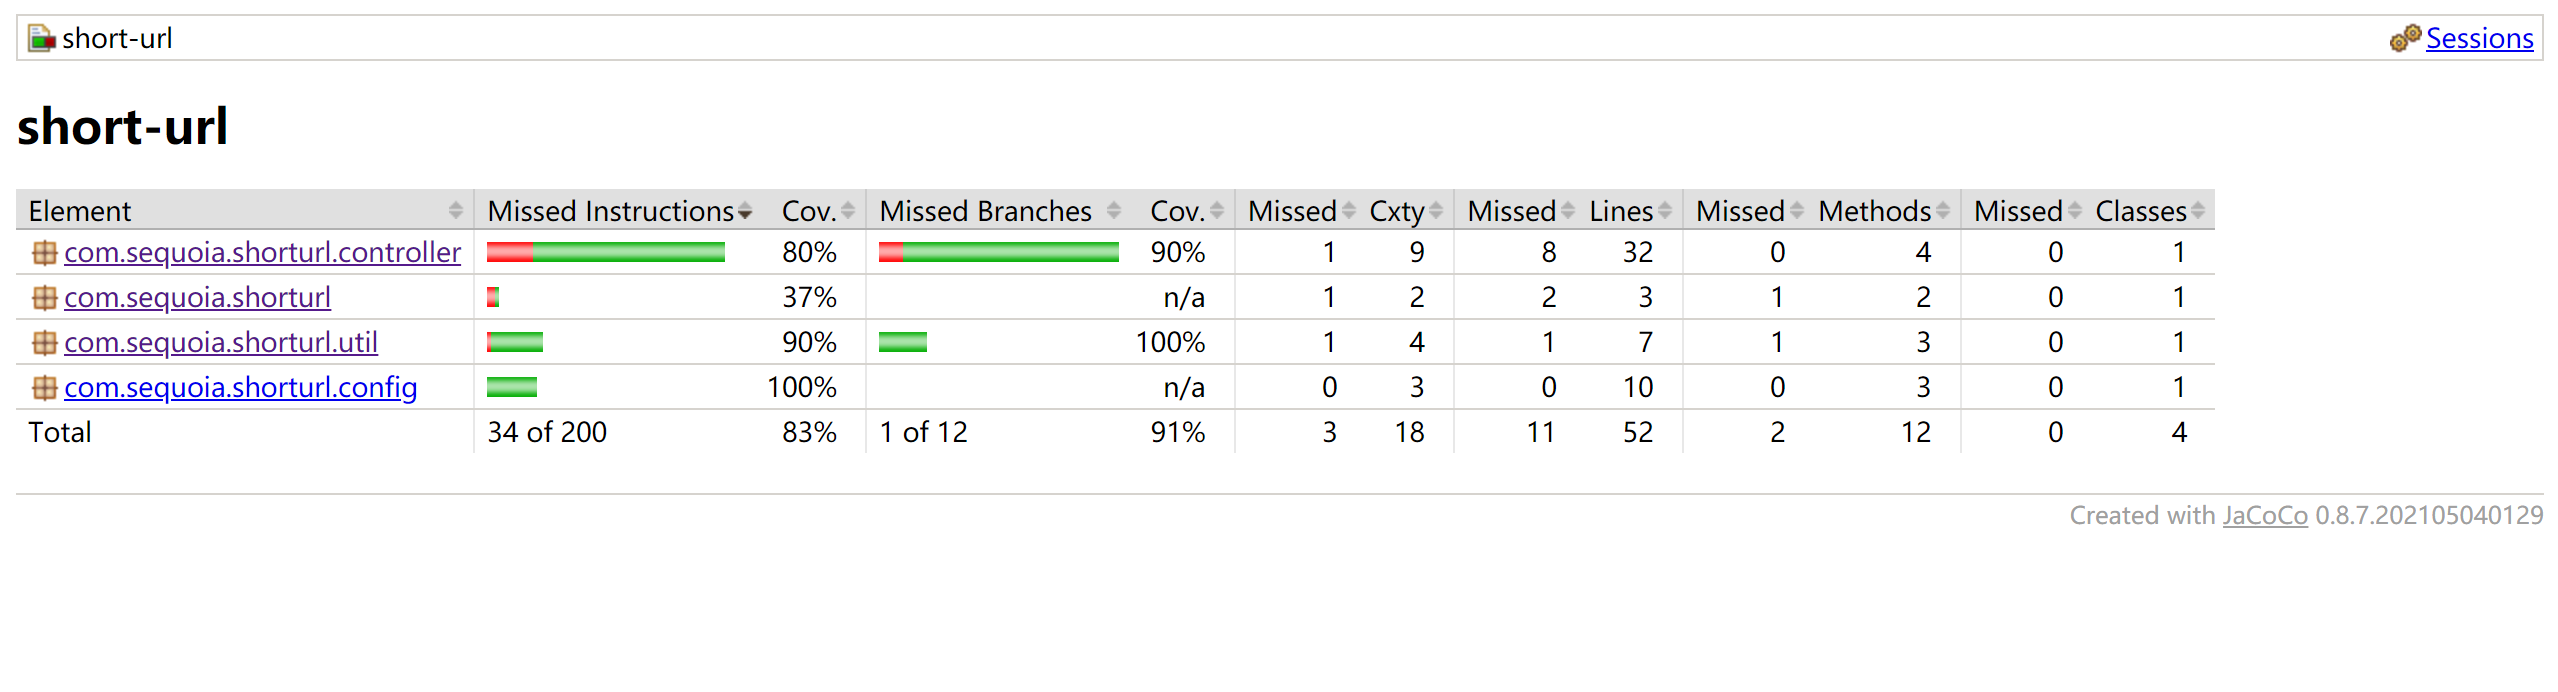 short-url Sessions
short-url
Element Missed Instructions Cov. Missed Branches Cov. Missed Cxty Missed Lines Missed Methods Missed Classes
com.sequoia.shorturl.controller 80% 90% 1 9 8 32 0 4 0 1
com.sequoia.shorturl 37% n/a 1 2 2 3 1 2 0 1
com.sequoia.shorturl.util 90% 100% 1 4 1 7 1 3 0 1
com.sequoia.shorturl.config 100% n/a 0 3 0 10 0 3 0 1
Total 34 of 200 83% 1 of 12 91% 3 18 11 52 2 12 0 4
Created with JaCoCo 0.8.7.202105040129